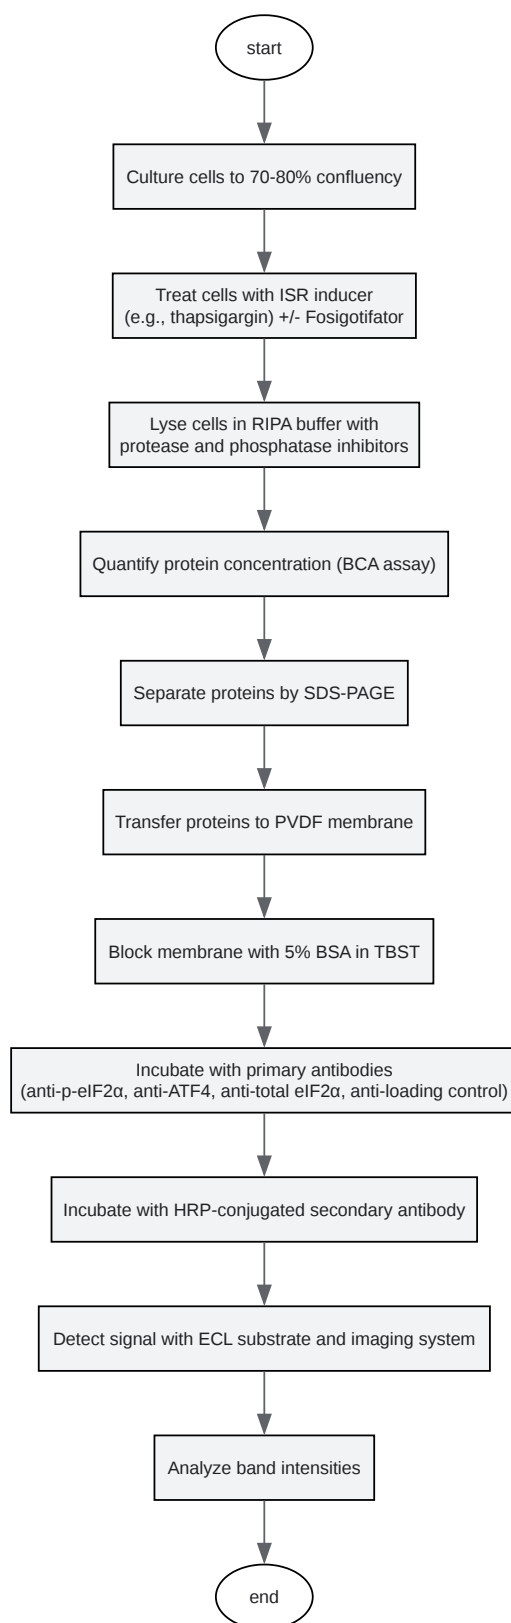 start
Culture cells to 70-80% confluency
Treat cells with ISR inducer
(e.g., thapsigargin) +/- Fosigotifator
Lyse cells in RIPA buffer with
protease and phosphatase inhibitors
Quantify protein concentration (BCA assay)
Separate proteins by SDS-PAGE
Transfer proteins to PVDF membrane
Block membrane with 5% BSA in TBST
Incubate with primary antibodies
(anti-p-eIF2α, anti-ATF4, anti-total eIF2α, anti-loading control)
Incubate with HRP-conjugated secondary antibody
Detect signal with ECL substrate and imaging system
Analyze band intensities
end